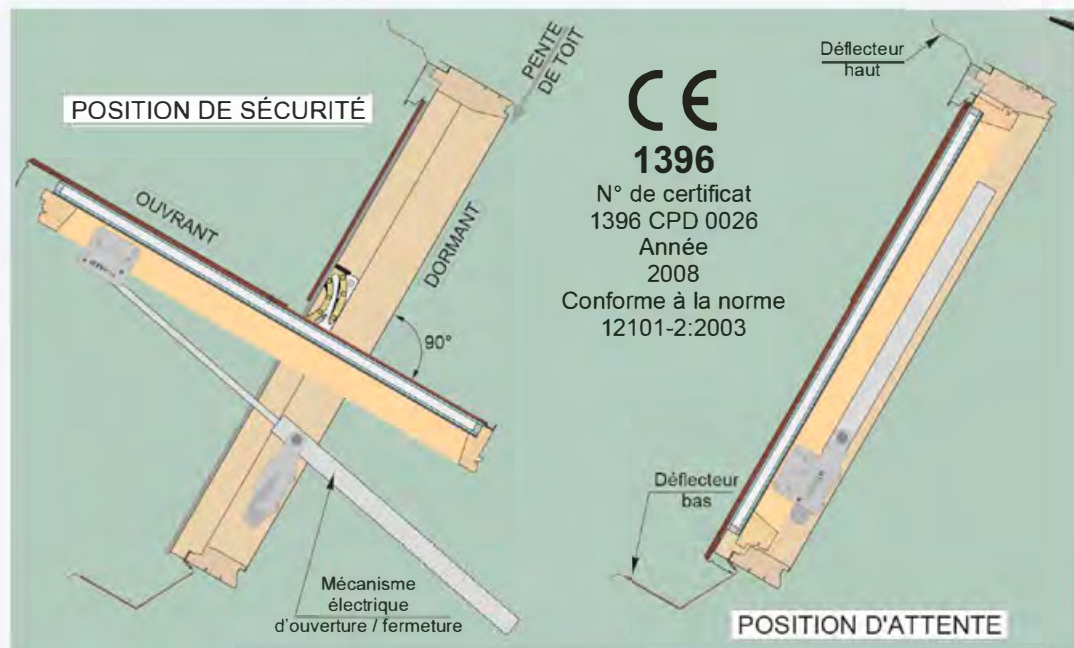 POSITION DE SÉCURITÉ
PENTE
DE TOIT
OUVRANT
DORMANT
90°
Mécanisme
électrique
d'ouverture / fermeture
CE
1396
N° de certificat
1396 CPD 0026
Année
2008
Conforme à la norme
12101-2:2003
Déflecteur
haut
Déflecteur
bas
POSITION D'ATTENTE